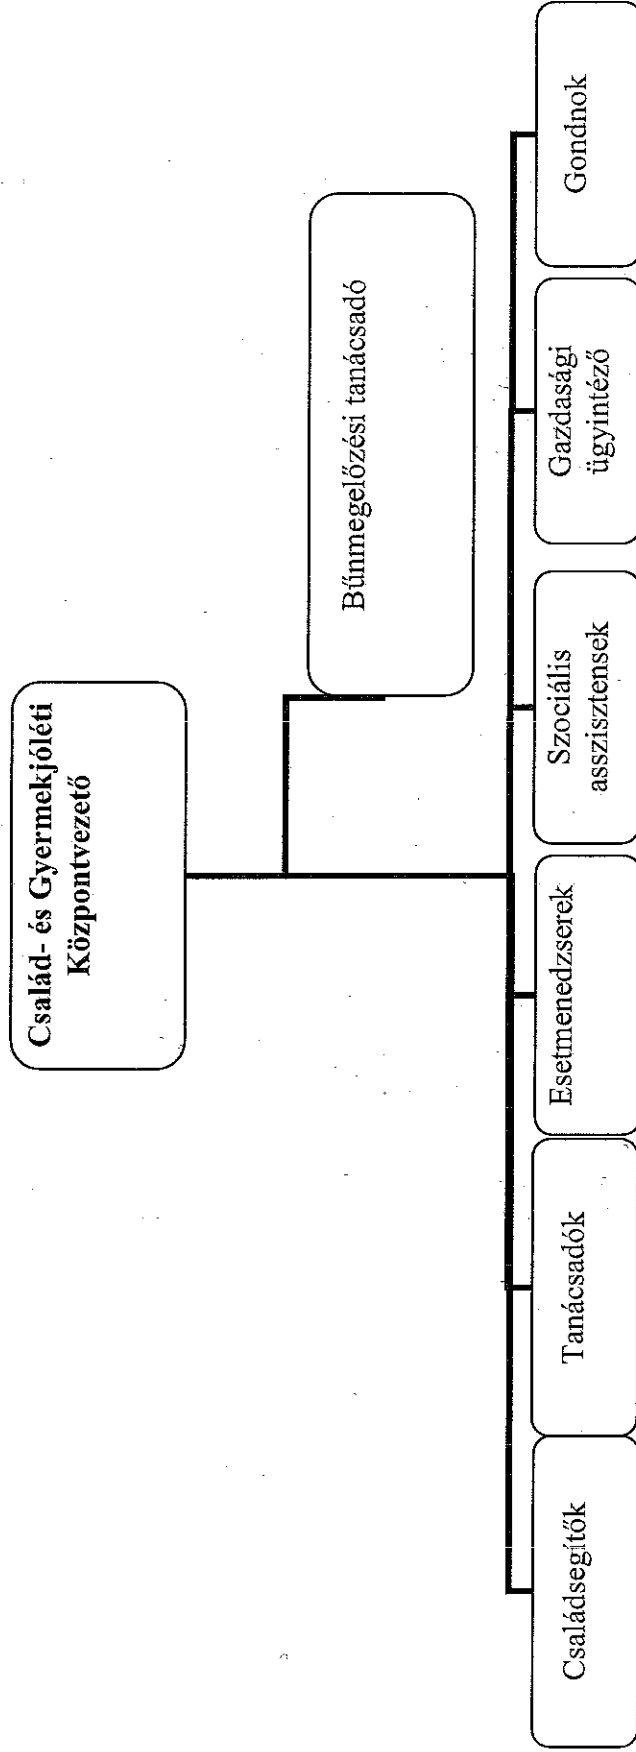 Család- és Gyermekjóléti
Központvezető
Bűnmegelőzési tanácsadó
Családsegítők
Tanácsadók
Esetmenedzserek
Szociális
asszisztensek
Gazdasági
ügyintéző
Gondnok